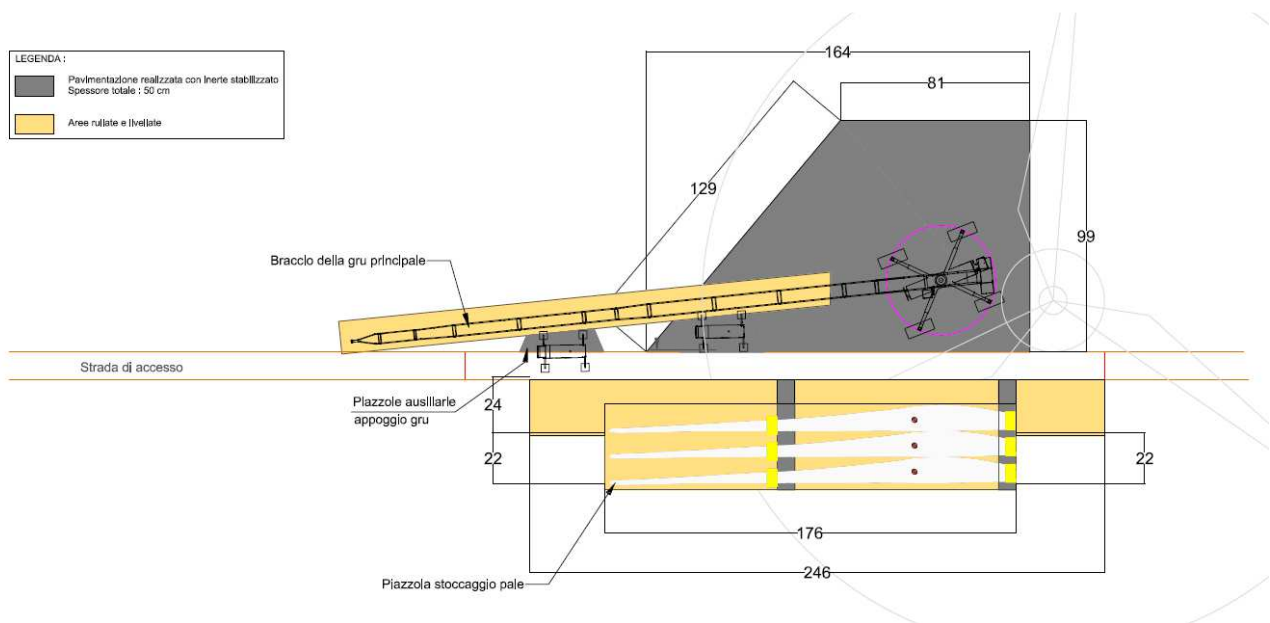 LEGENDA :
Pavimentazione realizzata con inerte stabilizzato
Spessore totale : 50 cm
Aree rullate e livellate
164
81
129
99
Braccio della gru principale
Strada di accesso
Piazzole ausiliarie
appoggio gru
24
22
22
176
246
Piazzola stoccaggio pale